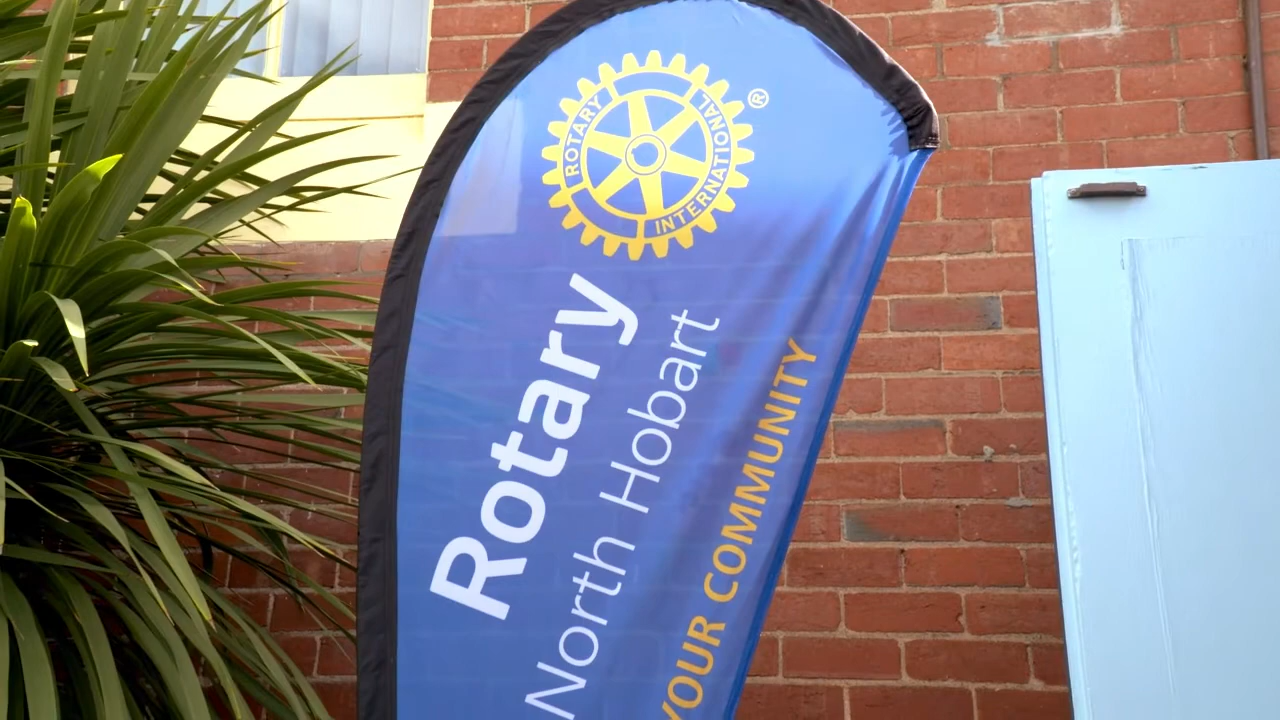 ROTARY
INTERNATIONAL
®
Rotary
North Hobart
YOUR COMMUNITY